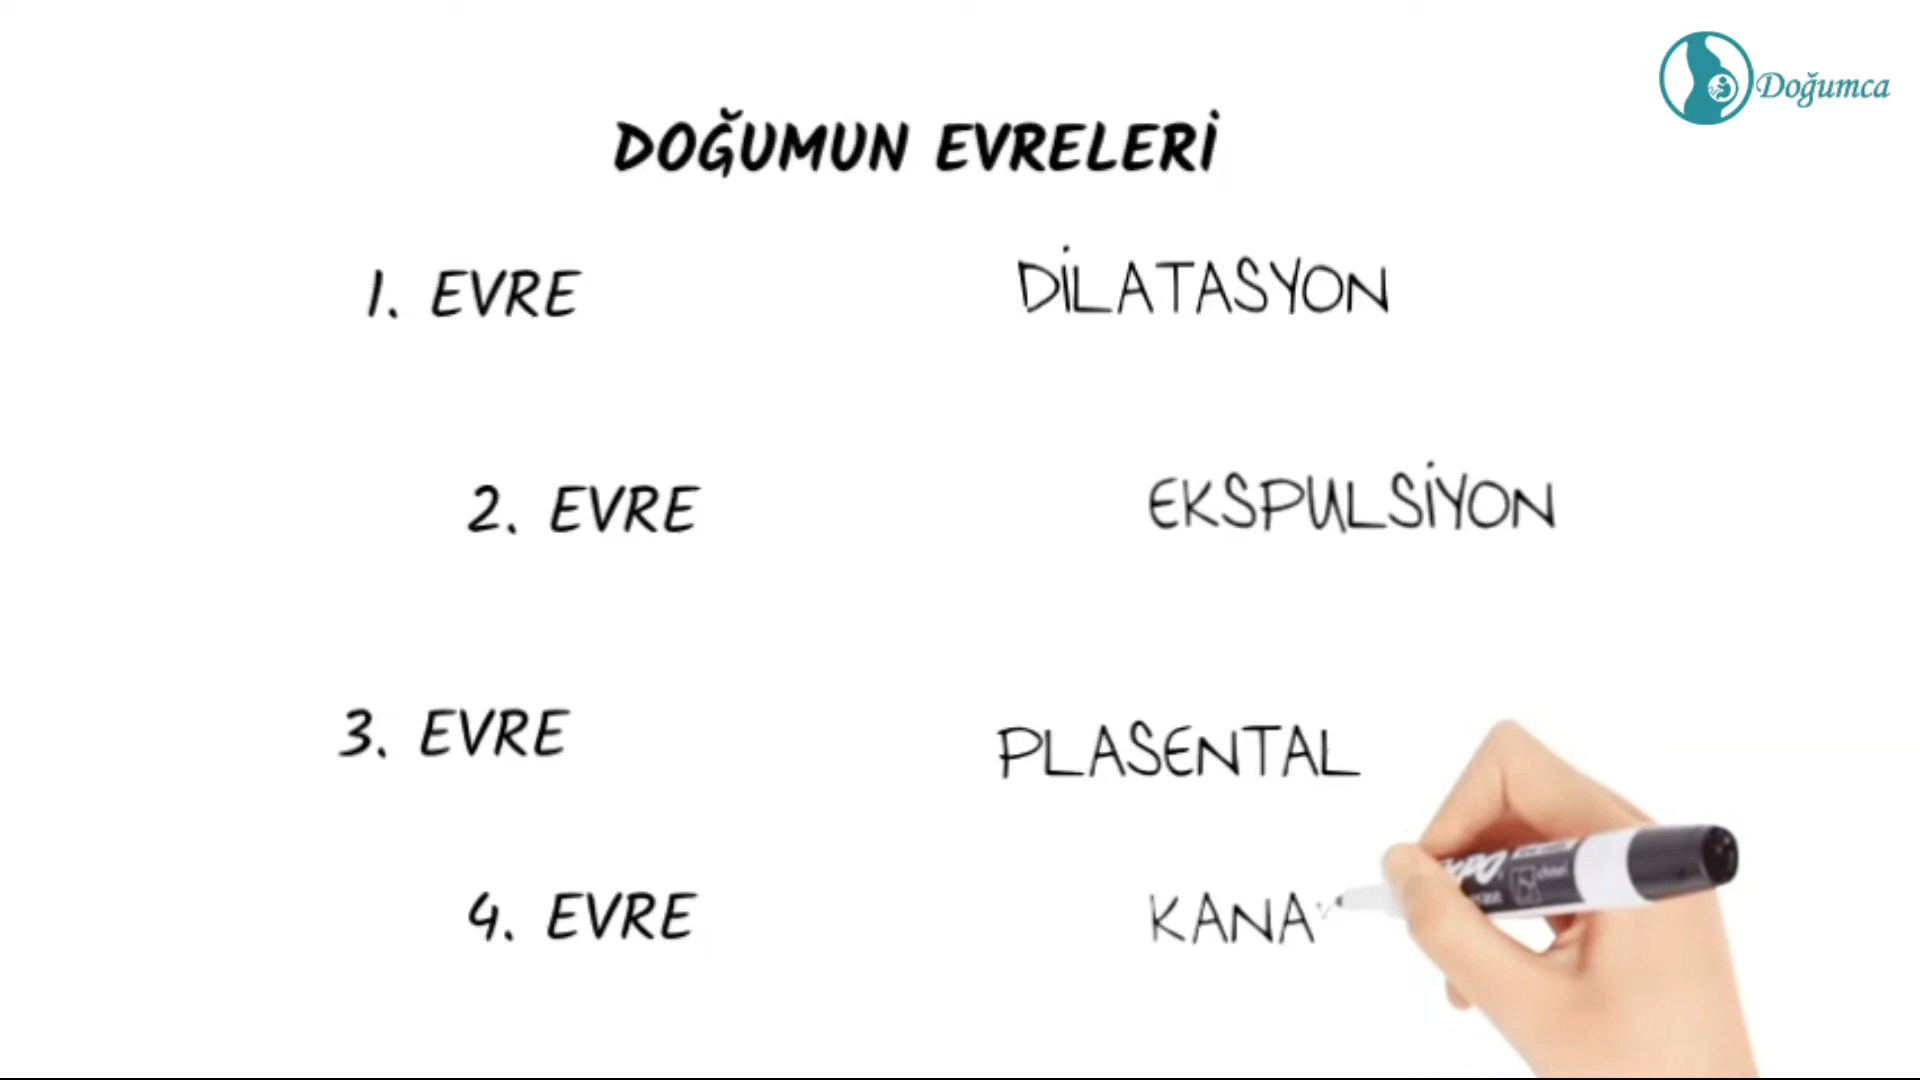 Doğumca
DOĞUMUN EVRELERİ
1. EVRE DİLATASYON
2. EVRE EKSPULSİYON
3. EVRE PLASENTAL
4. EVRE KANA